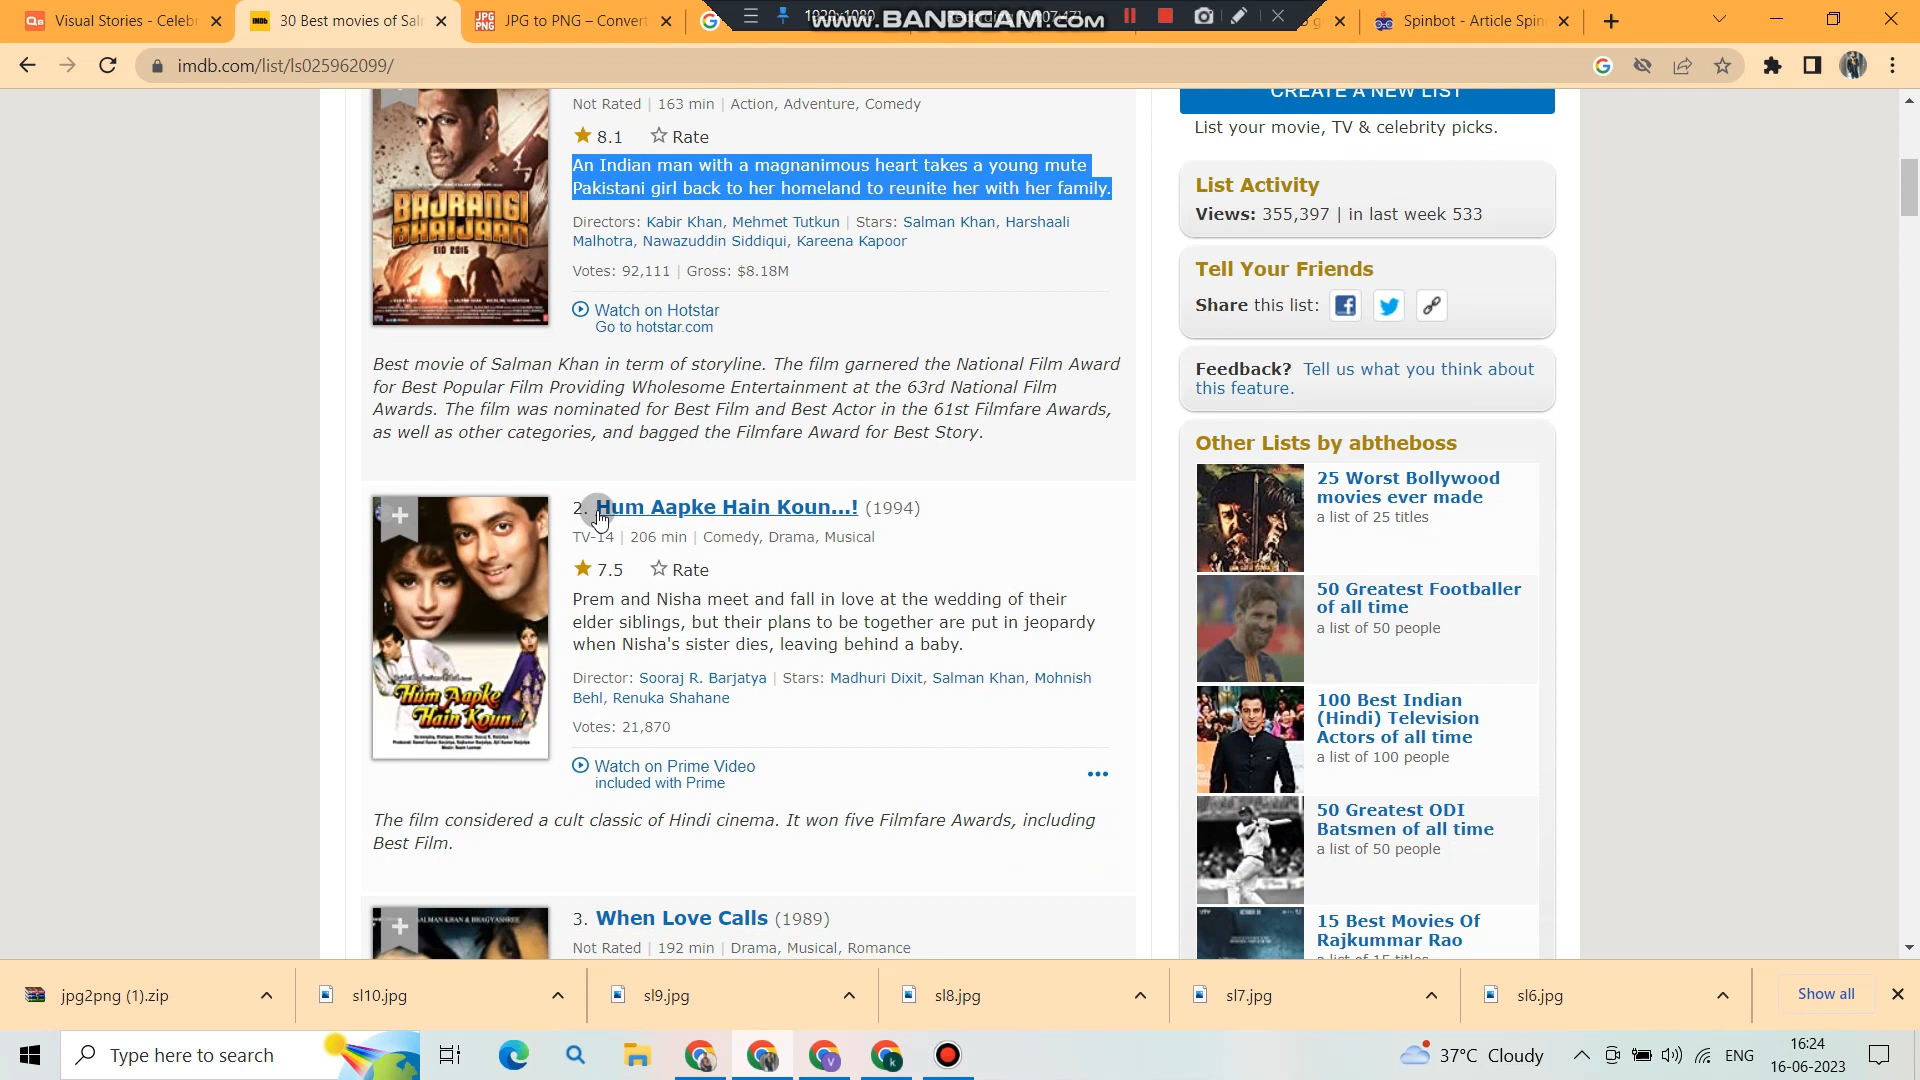 Visual Stories - Celeb
30 Best movies of Sal
JPG to PNG – Convert
Spinbot - Article Spin
1920x1080
www.BANDICAM.com
imdb.com/list/ls025962099/
Not Rated | 163 min | Action, Adventure, Comedy
8.1 Rate
An Indian man with a magnanimous heart takes a young mute
Pakistani girl back to her homeland to reunite her with her family.
Directors: Kabir Khan, Mehmet Tutkun | Stars: Salman Khan, Harshaali
Malhotra, Nawazuddin Siddiqui, Kareena Kapoor
Votes: 92,111 | Gross: $8.18M
Watch on Hotstar
Go to hotstar.com
BAJRANGI
BHAIJAAN
EID 2015
Best movie of Salman Khan in term of storyline. The film garnered the National Film Award
for Best Popular Film Providing Wholesome Entertainment at the 63rd National Film
Awards. The film was nominated for Best Film and Best Actor in the 61st Filmfare Awards,
as well as other categories, and bagged the Filmfare Award for Best Story.
2. Hum Aapke Hain Koun...! (1994)
TV-14 | 206 min | Comedy, Drama, Musical
7.5 Rate
Prem and Nisha meet and fall in love at the wedding of their
elder siblings, but their plans to be together are put in jeopardy
when Nisha's sister dies, leaving behind a baby.
Director: Sooraj R. Barjatya | Stars: Madhuri Dixit, Salman Khan, Mohnish
Behl, Renuka Shahane
Votes: 21,870
Watch on Prime Video
included with Prime
Hum Aapke
Hain Koun..!
The film considered a cult classic of Hindi cinema. It won five Filmfare Awards, including
Best Film.
3. When Love Calls (1989)
Not Rated | 192 min | Drama, Musical, Romance
SALMAN KHAN & BHAGYASHREE
CREATE A NEW LIST
List your movie, TV & celebrity picks.
List Activity
Views: 355,397 | in last week 533
Tell Your Friends
Share this list:
Feedback? Tell us what you think about
this feature.
Other Lists by abtheboss
25 Worst Bollywood
movies ever made
a list of 25 titles
50 Greatest Footballer
of all time
a list of 50 people
100 Best Indian
(Hindi) Television
Actors of all time
a list of 100 people
50 Greatest ODI
Batsmen of all time
a list of 50 people
15 Best Movies Of
Rajkummar Rao
a list of 15 titles
jpg2png (1).zip
sl10.jpg
sl9.jpg
sl8.jpg
sl7.jpg
sl6.jpg
Show all
Type here to search
37°C Cloudy
ENG
16:24
16-06-2023